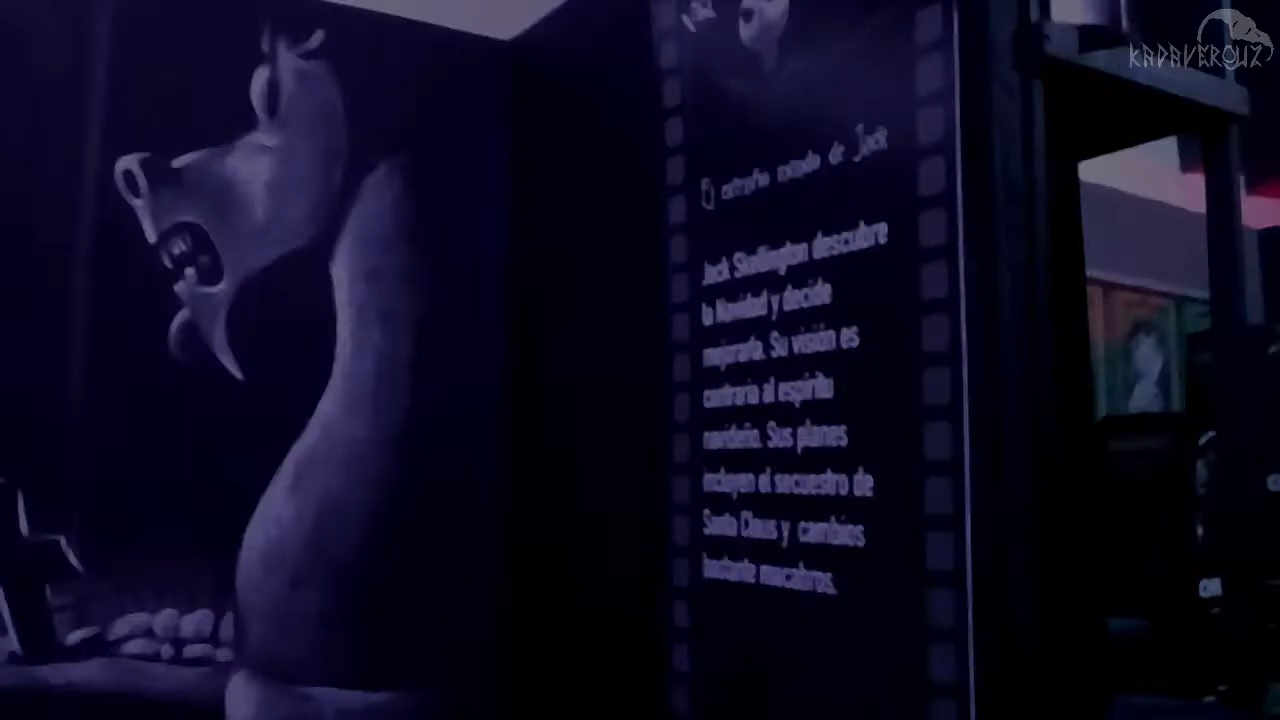 KADAVEROUZ
El extraño mundo de Jack
Jack Skellington descubre
la Navidad y decide
mejorarla. Su visión es
contraria al espíritu
navideño. Sus planes
incluyen el secuestro de
Santa Claus y cambios
bastante macabros.